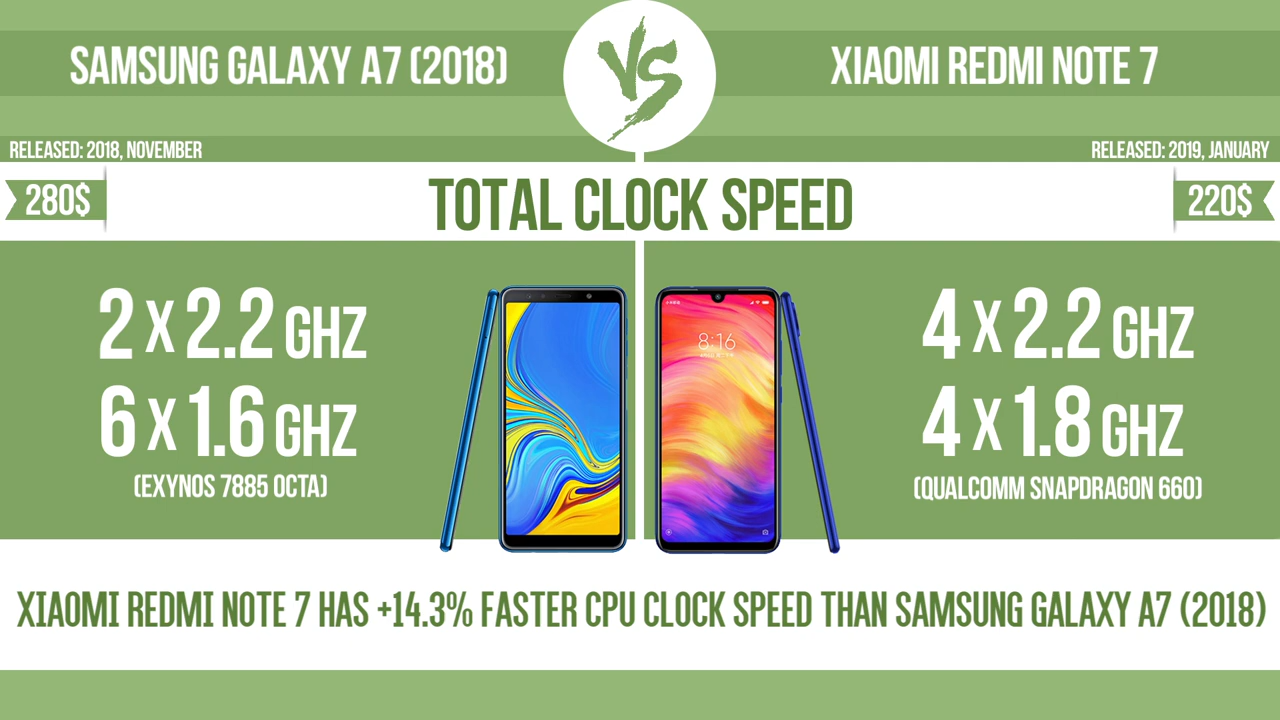 SAMSUNG GALAXY A7 (2018)
VS
XIAOMI REDMI NOTE 7
RELEASED: 2018, NOVEMBER
RELEASED: 2019, JANUARY
280$
TOTAL CLOCK SPEED
220$
2 X 2.2 GHZ
6 X 1.6 GHZ
(EXYNOS 7885 OCTA)
8:16
4 X 2.2 GHZ
4 X 1.8 GHZ
(QUALCOMM SNAPDRAGON 660)
XIAOMI REDMI NOTE 7 HAS +14.3% FASTER CPU CLOCK SPEED THAN SAMSUNG GALAXY A7 (2018)